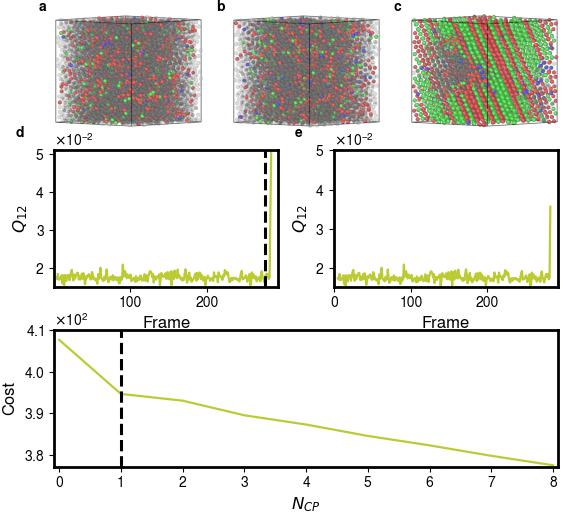 a b c
d e
×10⁻² ×10⁻²
5 5
4 4
Q₁₂ Q₁₂
3 3
2 2
100 200 0 100 200
Frame Frame
×10²
4.1
4.0
Cost
3.9
3.8
0 1 2 3 4 5 6 7 8
N_CP